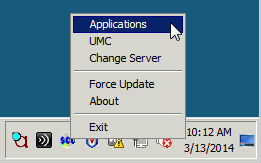 Applications
UMC
Change Server
Force Update
About
Exit
10:12 AM
3/13/2014